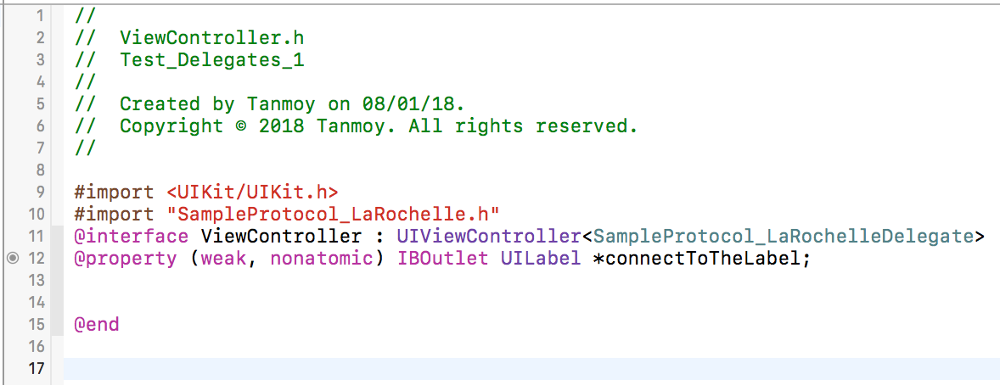 1 //
2 //  ViewController.h
3 //  Test_Delegates_1
4 //
5 //  Created by Tanmoy on 08/01/18.
6 //  Copyright © 2018 Tanmoy. All rights reserved.
7 //
8
9 #import <UIKit/UIKit.h>
10 #import "SampleProtocol_LaRochelle.h"
11 @interface ViewController : UIViewController<SampleProtocol_LaRochelleDelegate>
12 @property (weak, nonatomic) IBOutlet UILabel *connectToTheLabel;
13
14
15 @end
16
17